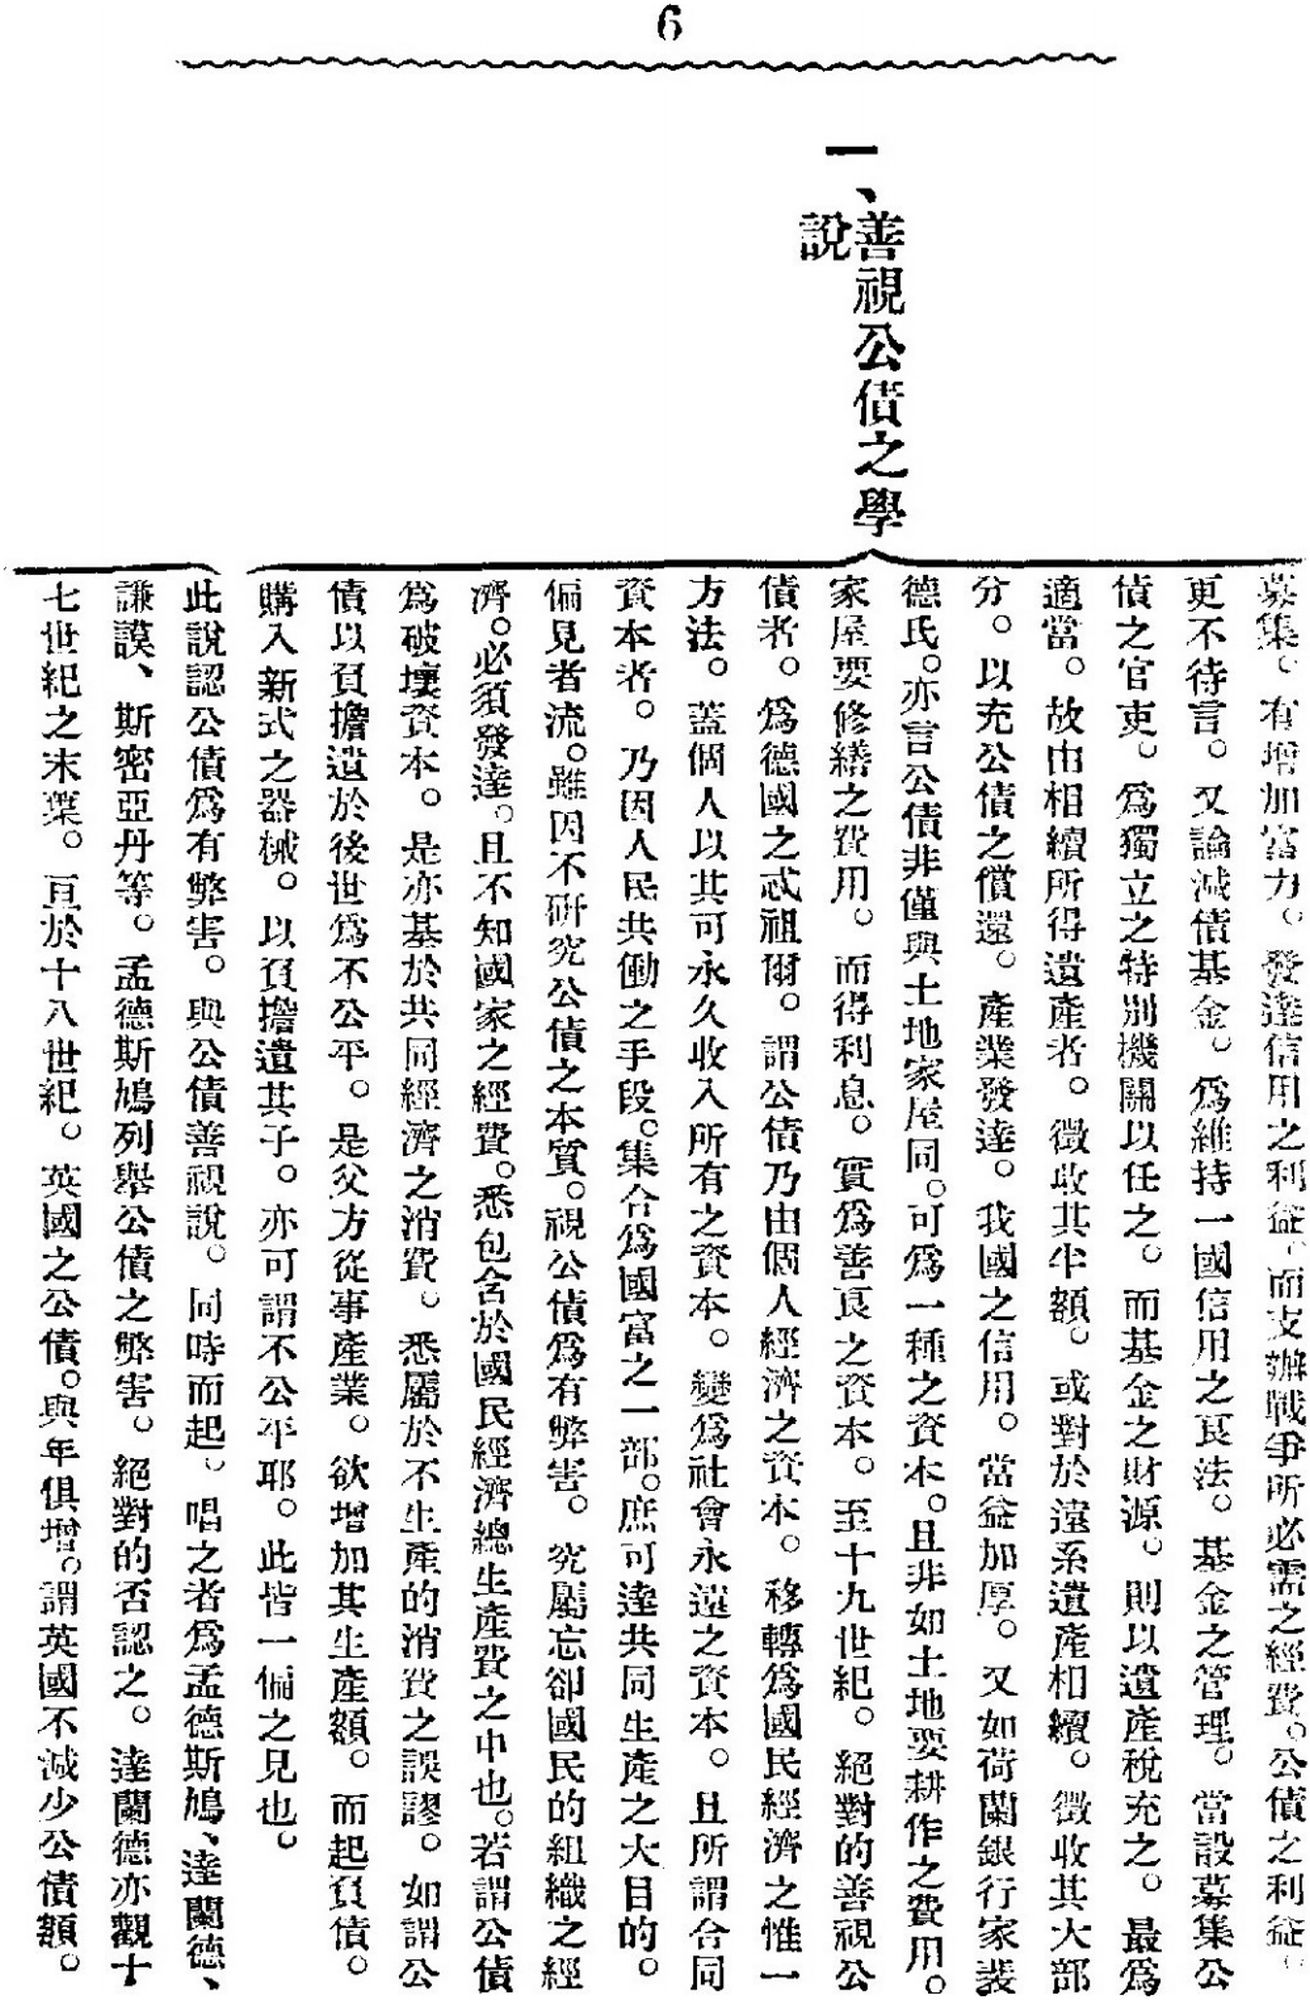 6
一、善視公債之學
說
募集。有增加富力。發達信用之利益。而支辦戰爭所必需之經費。公債之利益。
更不待言。又論減債基金。爲維持一國信用之良法。基金之管理。當設募集公
債之官吏。爲獨立之特別機關以任之。而基金之財源。則以遺產稅充之。最爲
適當。故由相續所得遺產者。徵收其半額。或對於遠系遺產相續。徵收其大部
分。以充公債之償還。產業發達。我國之信用。當益加厚。又如荷蘭銀行家裴
德氏。亦言公債非僅與土地家屋同。可爲一種之資本。且非如土地要耕作之費用。
家屋要修繕之費用。而得利息。實爲善良之資本。至十九世紀。絕對的善視公
債者。爲德國之忒祖爾。謂公債乃由個人經濟之資本。移轉爲國民經濟之惟一
方法。蓋個人以其可永久收入所有之資本。變爲社會永遠之資本。且所謂合同
資本者。乃因人民共働之手段。集合爲國富之一部。庶可達共同生產之大目的。
偏見者流。雖因不研究公債之本質。視公債爲有弊害。究屬忘卻國民的組織之經
濟。必須發達。且不知國家之經費。悉包含於國民經濟總生產費之中也。若謂公債
爲破壞資本。是亦基於共同經濟之消費。悉屬於不生產的消費之誤謬。如謂公
債以負擔遺於後世爲不公平。是父方從事產業。欲增加其生產額。而起負債。
購入新式之器械。以負擔遺其子。亦可謂不公平耶。此皆一偏之見也。
此說認公債爲有弊害。與公債善視說。同時而起。唱之者爲孟德斯鳩、達蘭德、
謙謨、斯密亞丹等。孟德斯鳩列舉公債之弊害。絕對的否認之。達蘭德亦觀十
七世紀之末葉。亘於十八世紀。英國之公債。與年俱增。謂英國不減少公債額。